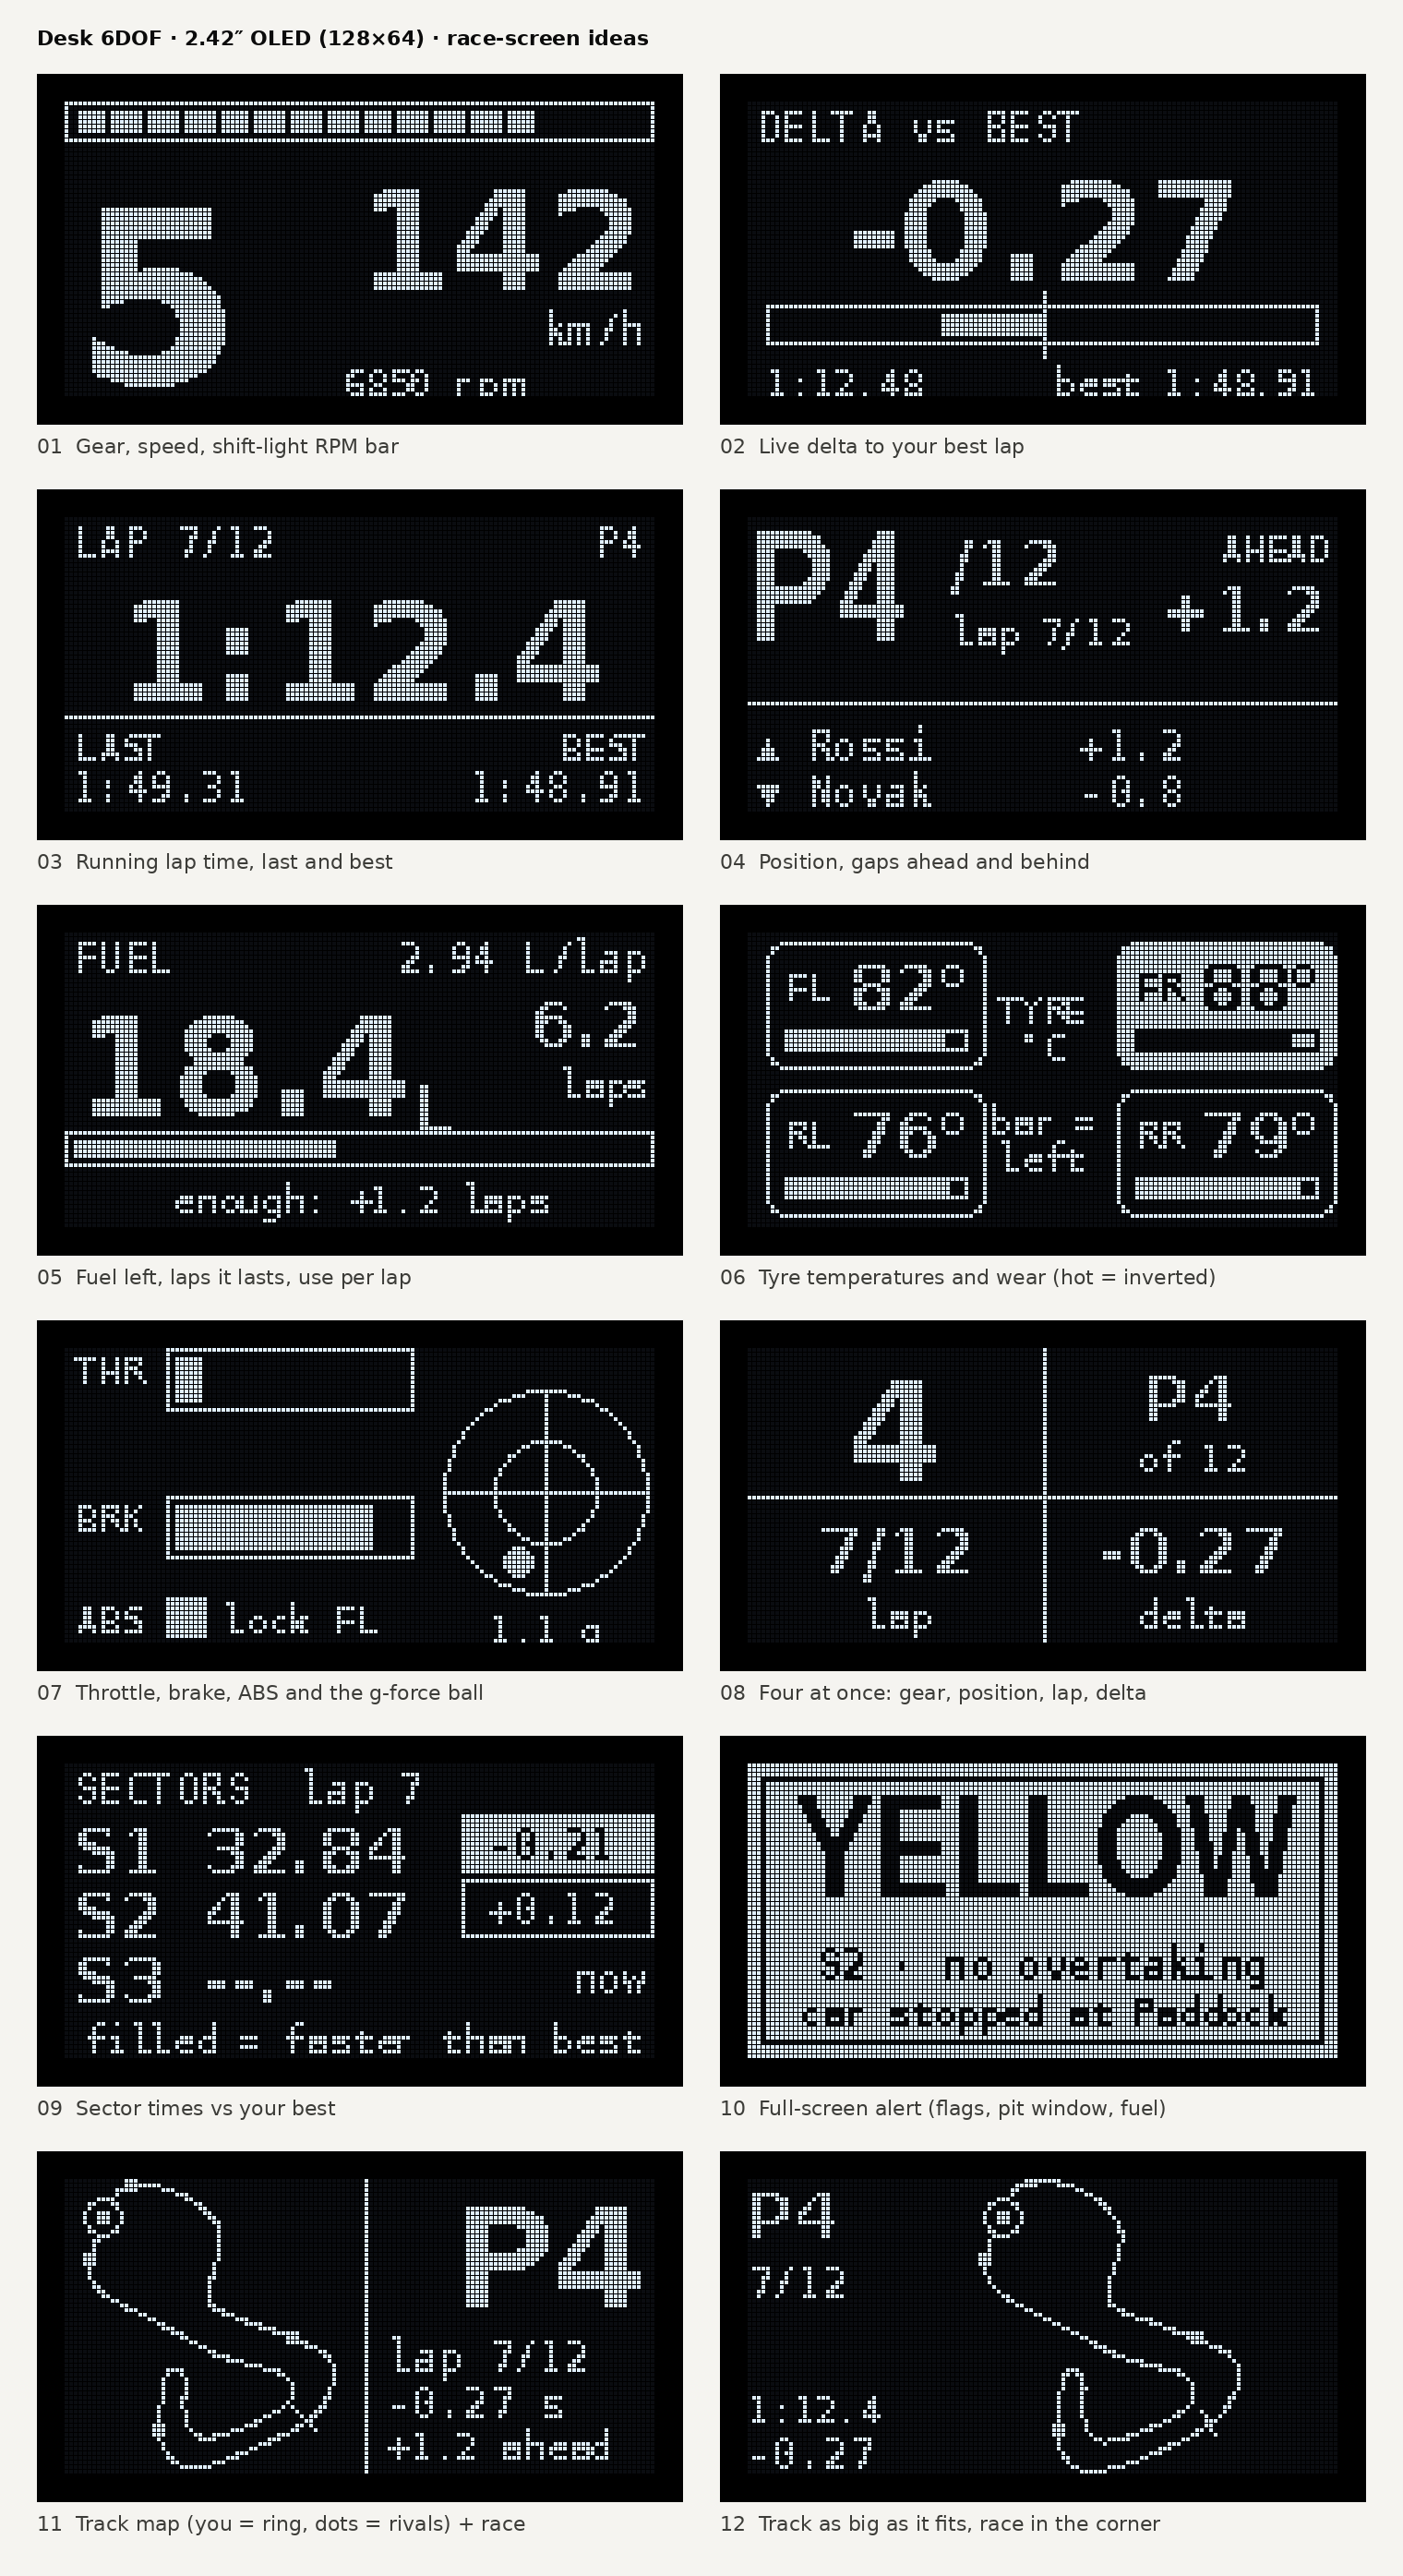 Desk 6DOF · 2.42″ OLED (128×64) · race-screen ideas
5
142
km/h
6850 rpm
01 Gear, speed, shift-light RPM bar
DELTA vs BEST
-0.27
1:12.48 best 1:48.91
02 Live delta to your best lap
LAP 7/12 P4
1:12.4
LAST BEST
1:49.31 1:48.91
03 Running lap time, last and best
P4 /12 AHEAD
lap 7/12 +1.2
▲ Rossi +1.2
▼ Novak -0.8
04 Position, gaps ahead and behind
FUEL 2.94 L/lap
18.4 L 6.2
laps
enough: +1.2 laps
05 Fuel left, laps it lasts, use per lap
FL 82° TYRE FR 88°
°C
RL 76° bar = RR 79°
left
06 Tyre temperatures and wear (hot = inverted)
THR
BRK
ABS lock FL 1.1 g
07 Throttle, brake, ABS and the g-force ball
4 P4
of 12
7/12 -0.27
lap delta
08 Four at once: gear, position, lap, delta
SECTORS lap 7
S1 32.84 -0.21
S2 41.07 +0.12
S3 --.-- now
filled = faster than best
09 Sector times vs your best
YELLOW
S2 · no overtaking
car stopped at Paddock
10 Full-screen alert (flags, pit window, fuel)
P4
lap 7/12
-0.27 s
+1.2 ahead
11 Track map (you = ring, dots = rivals) + race
P4
7/12
1:12.4
-0.27
12 Track as big as it fits, race in the corner